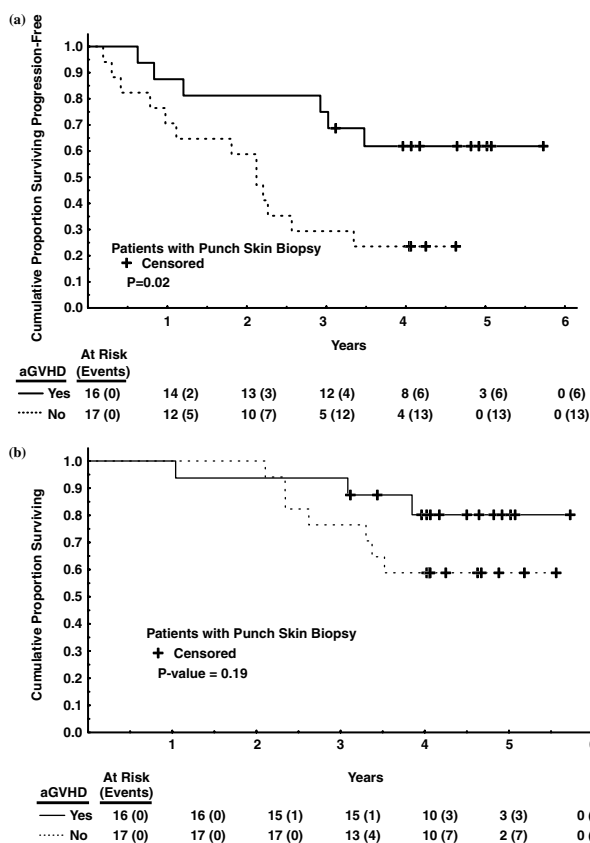 (a)
Cumulative Proportion Surviving Progression-Free
1.0
0.9
0.8
0.7
0.6
0.5
0.4
0.3
0.2
0.1
0.0
Patients with Punch Skin Biopsy
+ Censored
P=0.02
1 2 3 4 5 6
Years
aGVHD At Risk (Events)
Yes 16 (0) 14 (2) 13 (3) 12 (4) 8 (6) 3 (6) 0 (6)
No 17 (0) 12 (5) 10 (7) 5 (12) 4 (13) 0 (13) 0 (13)
(b)
Cumulative Proportion Surviving
1.0
0.9
0.8
0.7
0.6
0.5
0.4
0.3
0.2
0.1
0.0
Patients with Punch Skin Biopsy
+ Censored
P-value = 0.19
1 2 3 4 5
Years
aGVHD At Risk (Events)
Yes 16 (0) 16 (0) 15 (1) 15 (1) 10 (3) 3 (3) 0 (
No 17 (0) 17 (0) 17 (0) 13 (4) 10 (7) 2 (7) 0 (